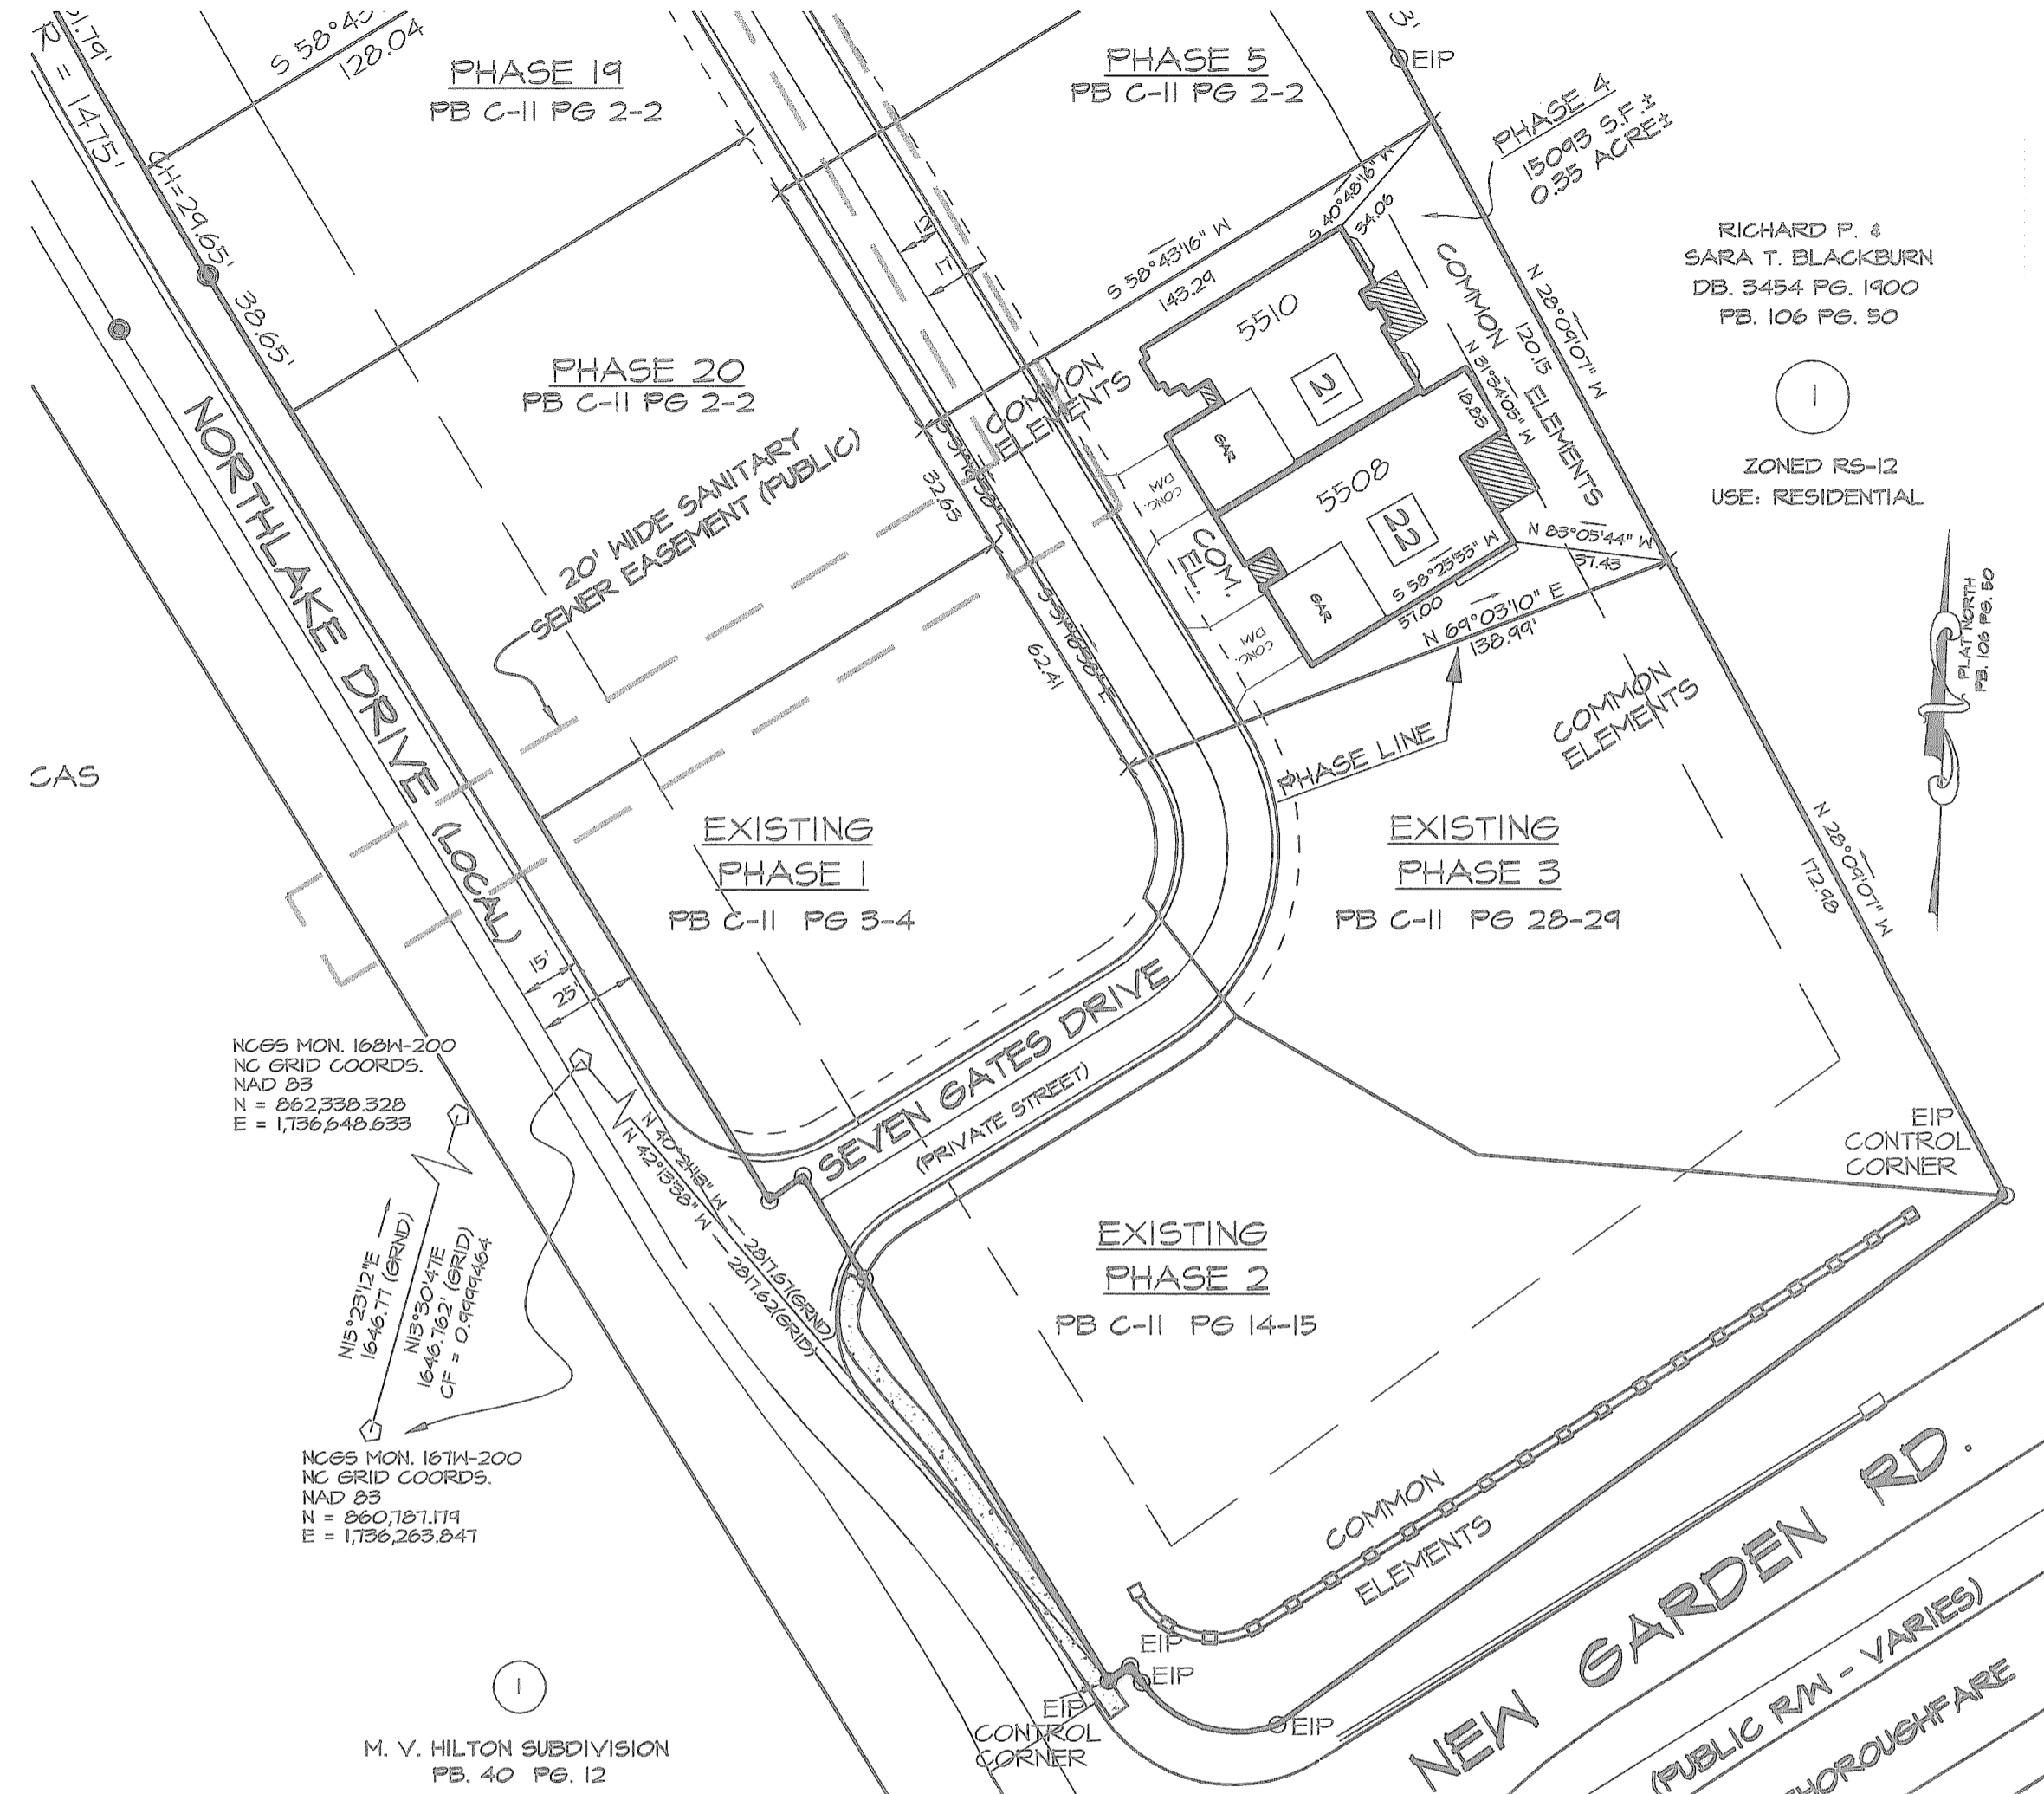 R = 1475'
S 58°43'
128.04
PHASE 19
PB C-11 PG 2-2
PHASE 5
PB C-11 PG 2-2
EIP
PHASE 4
15093 S.F.±
0.35 ACRE±
CH=29.65'
38.65'
12'
17'
S 58°43'16" W
143.29
S 40°48'16" W
34.06
COMMON
ELEMENTS
N 28°09'07" W
120.15
RICHARD P. &
SARA T. BLACKBURN
DB. 3454 PG. 1900
PB. 106 PG. 50
1
ZONED RS-12
USE: RESIDENTIAL
PHASE 20
PB C-11 PG 2-2
COMMON
ELEMENTS
5510
21
GAR
N 31°34'05" W
18.83
5508
22
GAR
CONC.
D/W
COM.
EL.
CONC.
D/W
S 58°25'55" W
57.00
N 83°05'44" W
37.43
N 69°03'10" E
138.99'
32.63
62.41
NORTHLAKE DRIVE (LOCAL)
20' WIDE SANITARY
SEWER EASEMENT (PUBLIC)
PLAT NORTH
PB. 106 PG. 50
COMMON
ELEMENTS
PHASE LINE
CAS
EXISTING
PHASE 1
PB C-11 PG 3-4
EXISTING
PHASE 3
PB C-11 PG 28-29
N 28°09'07" W
172.98
15'
25'
SEVEN GATES DRIVE
(PRIVATE STREET)
NCGS MON. 168W-200
NC GRID COORDS.
NAD 83
N = 862,338.328
E = 1,736,648.633
N 42°13'38" W
2817.67(GRND)
2817.62(GRID)
EIP
CONTROL
CORNER
N15°23'12"E
1646.77 (GRND)
N13°30'47E
1646.762' (GRID)
CF = 0.9999464
EXISTING
PHASE 2
PB C-11 PG 14-15
NCGS MON. 167W-200
NC GRID COORDS.
NAD 83
N = 860,787.179
E = 1,736,263.847
COMMON
ELEMENTS
EIP
EIP
EIP
EIP
CONTROL
CORNER
NEW GARDEN RD.
(PUBLIC R/W - VARIES)
THOROUGHFARE
1
M. V. HILTON SUBDIVISION
PB. 40 PG. 12